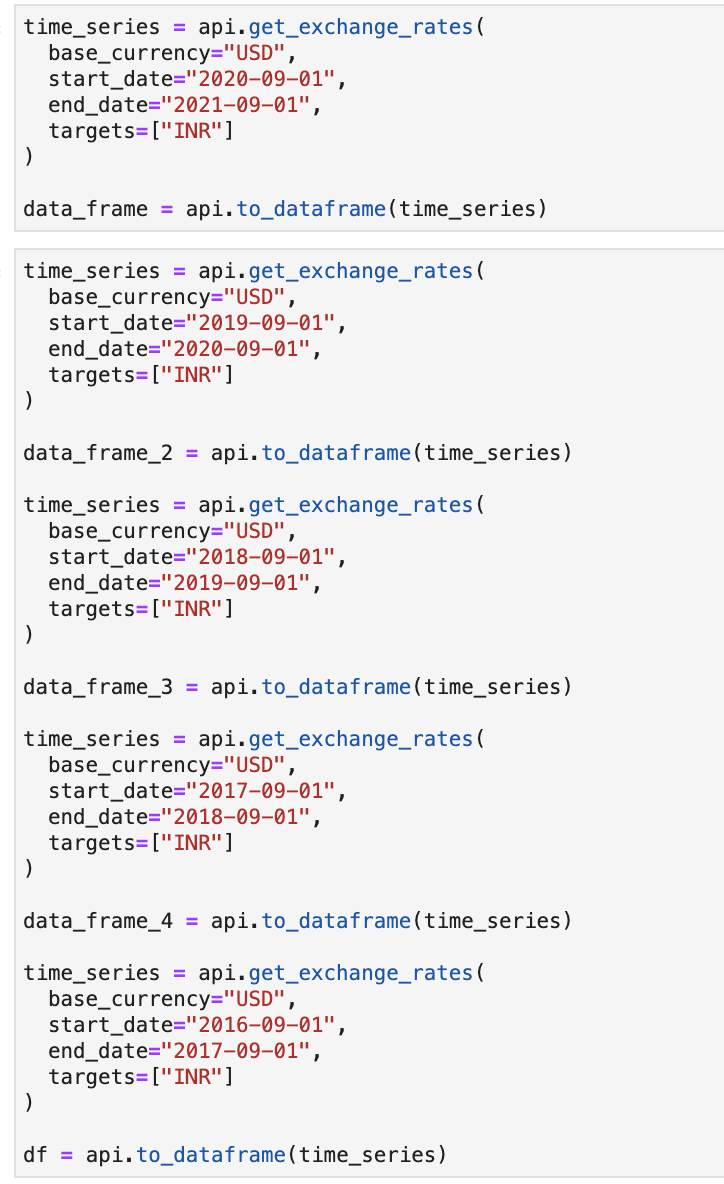 time_series = api.get_exchange_rates(
  base_currency="USD",
  start_date="2020-09-01",
  end_date="2021-09-01",
  targets=["INR"]
)
data_frame = api.to_dataframe(time_series)
time_series = api.get_exchange_rates(
  base_currency="USD",
  start_date="2019-09-01",
  end_date="2020-09-01",
  targets=["INR"]
)
data_frame_2 = api.to_dataframe(time_series)
time_series = api.get_exchange_rates(
  base_currency="USD",
  start_date="2018-09-01",
  end_date="2019-09-01",
  targets=["INR"]
)
data_frame_3 = api.to_dataframe(time_series)
time_series = api.get_exchange_rates(
  base_currency="USD",
  start_date="2017-09-01",
  end_date="2018-09-01",
  targets=["INR"]
)
data_frame_4 = api.to_dataframe(time_series)
time_series = api.get_exchange_rates(
  base_currency="USD",
  start_date="2016-09-01",
  end_date="2017-09-01",
  targets=["INR"]
)
df = api.to_dataframe(time_series)